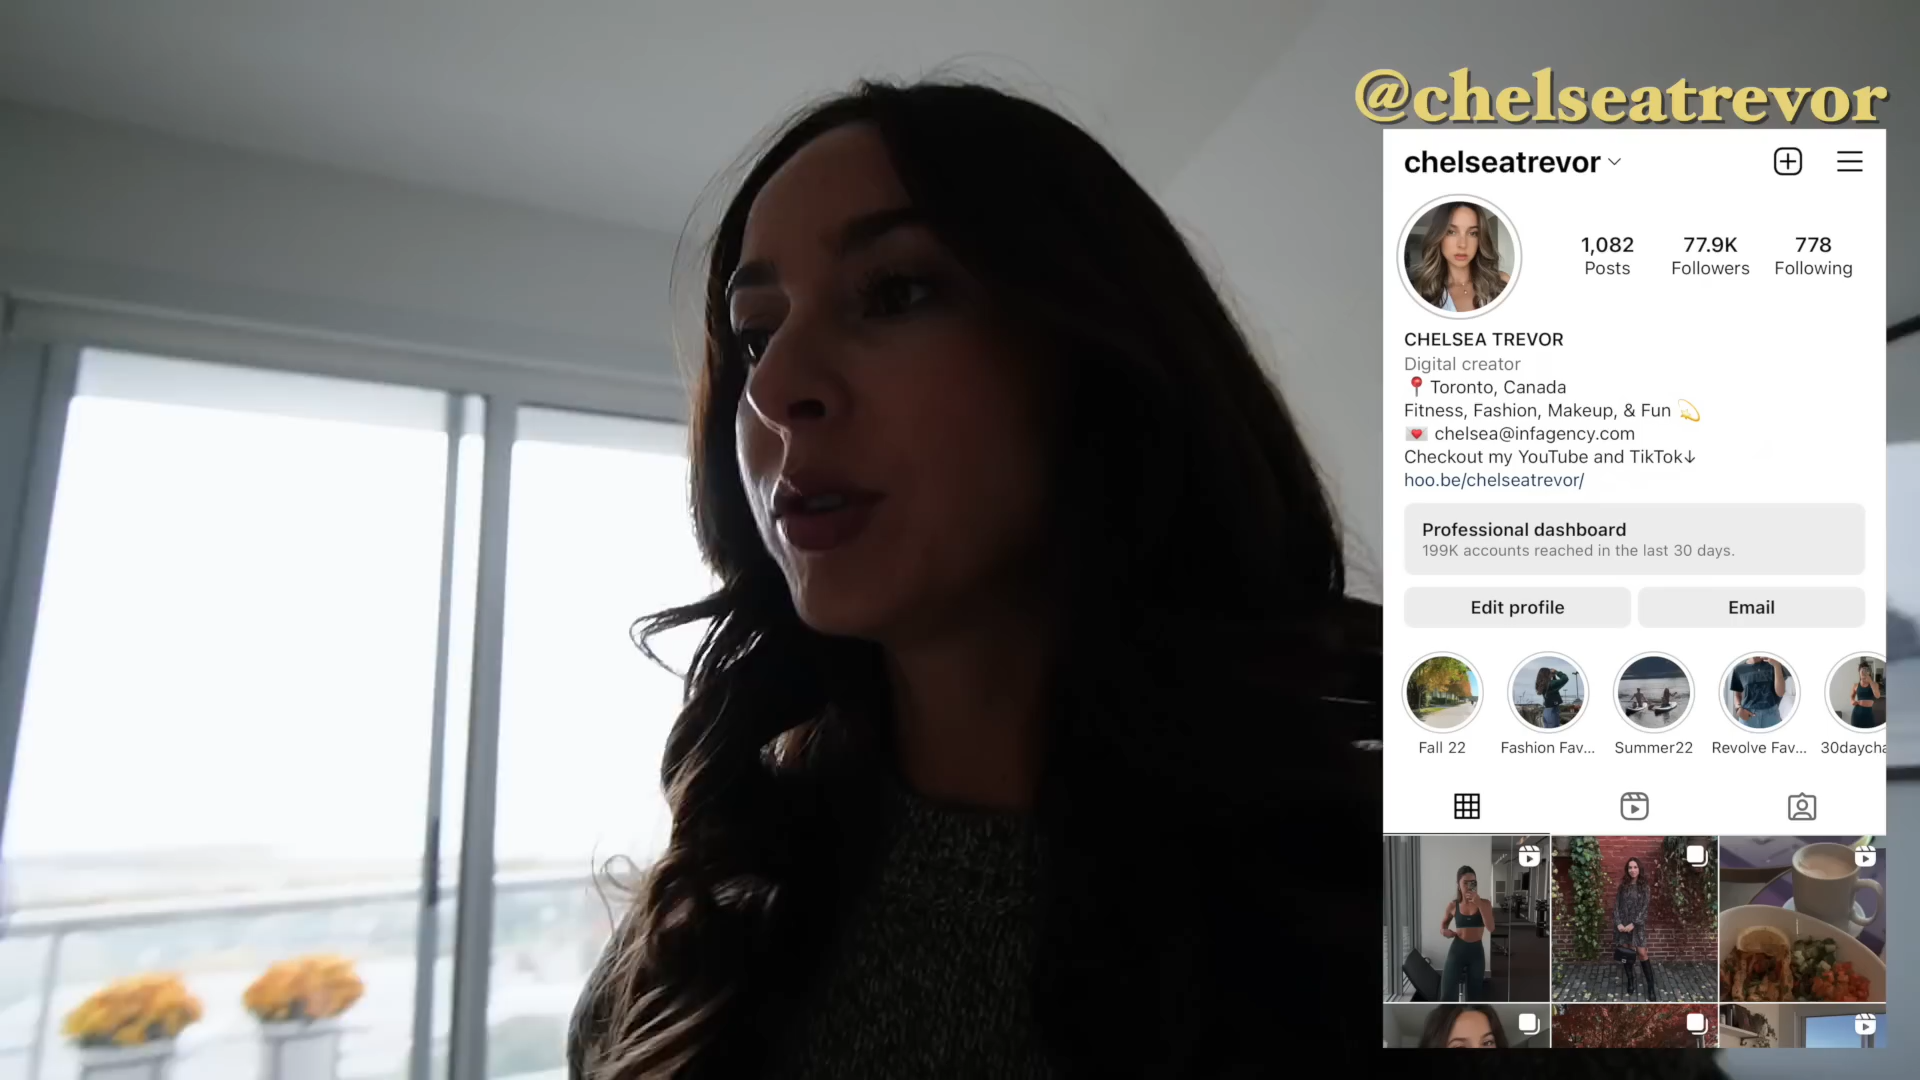 @chelseatrevor
chelseatrevor
1,082 77.9K 778
Posts Followers Following
CHELSEA TREVOR
Digital creator
📍 Toronto, Canada
Fitness, Fashion, Makeup, & Fun 💫
💌 chelsea@infagency.com
Checkout my YouTube and TikTok↓
hoo.be/chelseatrevor/
Professional dashboard
199K accounts reached in the last 30 days.
Edit profile Email
Fall 22 Fashion Fav... Summer22 Revolve Fav... 30daycha